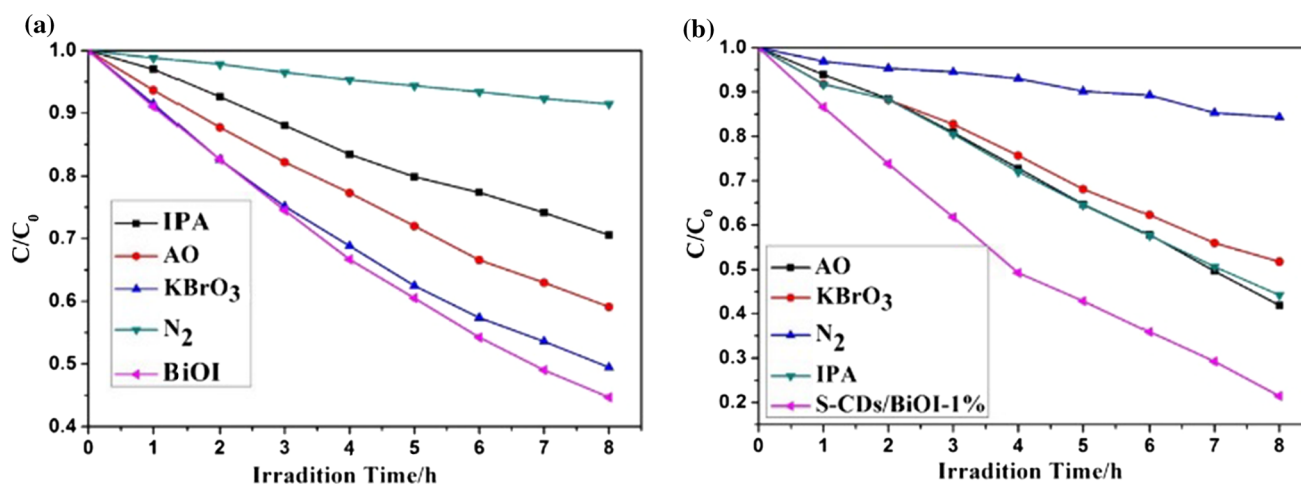 (a)
1.0
0.9
0.8
0.7
0.6
0.5
0.4
C/C₀
IPA
AO
KBrO₃
N₂
BiOI
0 1 2 3 4 5 6 7 8
Irradition Time/h
(b)
1.0
0.9
0.8
0.7
0.6
0.5
0.4
0.3
0.2
C/C₀
AO
KBrO₃
N₂
IPA
S-CDs/BiOI-1%
0 1 2 3 4 5 6 7 8
Irradition Time/h